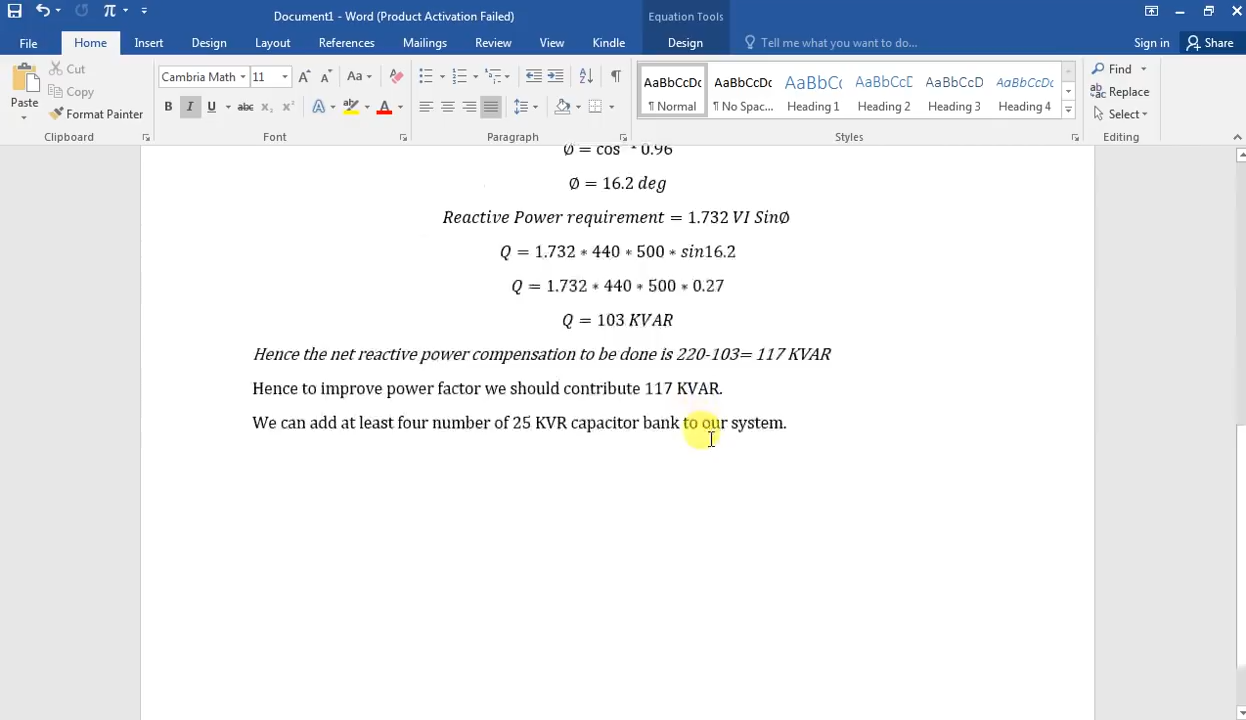 Document1 - Word (Product Activation Failed)
Equation Tools
File Home Insert Design Layout References Mailings Review View Kindle Design Tell me what you want to do... Sign in Share
Paste
Cut
Copy
Format Painter
Clipboard
Cambria Math 11
Font
Paragraph
AaBbCcDc AaBbCcDc AaBbC AaBbCcD AaBbCcD AaBbCcDc
¶ Normal ¶ No Spac... Heading 1 Heading 2 Heading 3 Heading 4
Styles
Find
Replace
Select
Editing
∅ = cos 0.96
∅ = 16.2 deg
Reactive Power requirement = 1.732 VI Sin∅
Q = 1.732 * 440 * 500 * sin16.2
Q = 1.732 * 440 * 500 * 0.27
Q = 103 KVAR
Hence the net reactive power compensation to be done is 220-103= 117 KVAR
Hence to improve power factor we should contribute 117 KVAR.
We can add at least four number of 25 KVR capacitor bank to our system.